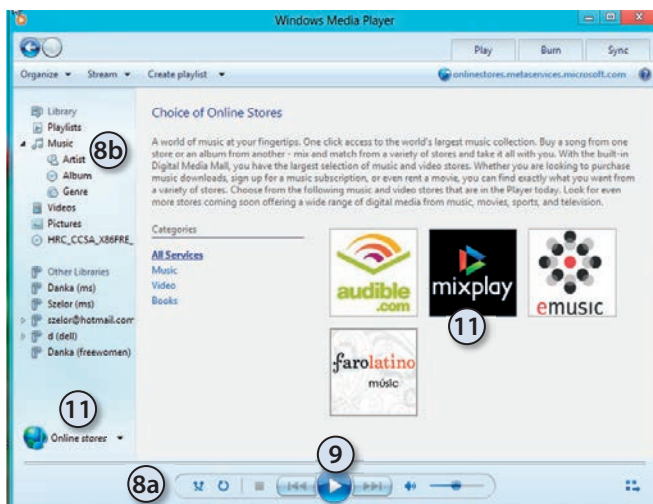 Windows Media Player
Play Burn Sync
Organize Stream Create playlist onlinestores.metaservices.microsoft.com
Library
Playlists
Music
8b
Artist
Album
Genre
Videos
Pictures
HRC_CCSA_X86FRE_
Other Libraries
Danka (ms)
Szelor (ms)
szelor@hotmail.com
d (dell)
Danka (freewomen)
11
Online stores
Choice of Online Stores
A world of music at your fingertips. One click access to the world's largest music collection. Buy a song from one
store or an album from another - mix and match from a variety of stores and take it all with you. With the built-in
Digital Media Mall, you have the largest selection of music and video stores. Whether you are looking to purchase
music downloads, sign up for a music subscription, or even rent a movie, you can find exactly what you want from
a variety of stores. Choose from the following music and video stores that are in the Player today. Look for even
more stores coming soon offering a wide range of digital media from music, movies, sports, and television.
Categories
All Services
Music
Video
Books
audible
.com
mixplay
11
emusic
farolatino
músic
9
8a